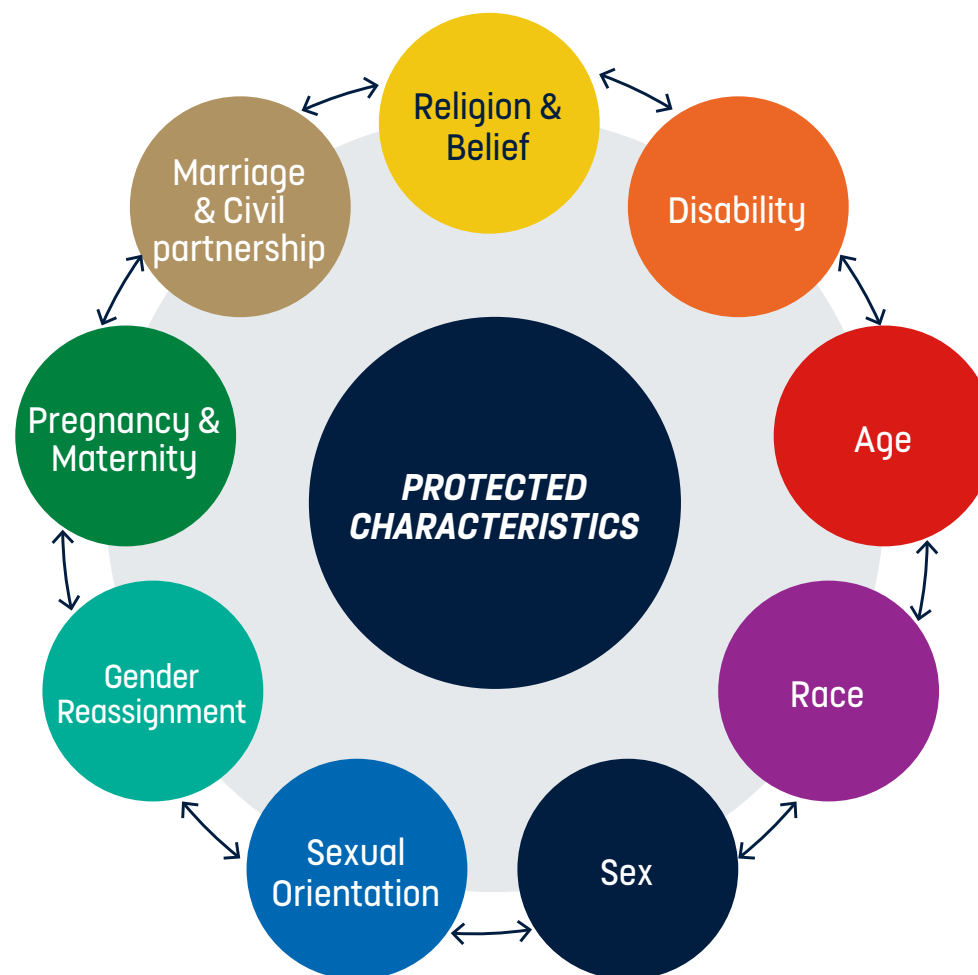 Religion &
Belief
Disability
Age
Race
Sex
Sexual
Orientation
Gender
Reassignment
Pregnancy &
Maternity
Marriage
& Civil
partnership
PROTECTED
CHARACTERISTICS